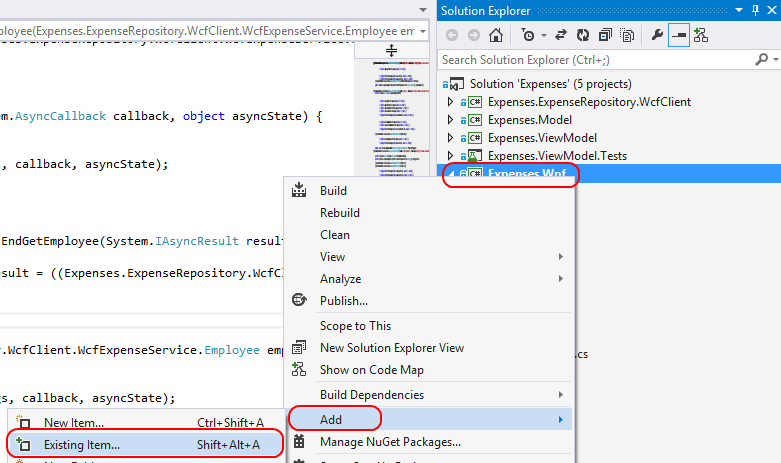 ployee(Expenses.ExpenseRepository.WcfClient.WcfExpenseService.Employee em
m.AsyncCallback callback, object asyncState) {
, callback, asyncState);
EndGetEmployee(System.IAsyncResult result
esult = ((Expenses.ExpenseRepository.WcfCl
r.WcfClient.WcfExpenseService.Employee emp
gs, callback, asyncState);
Solution Explorer
Search Solution Explorer (Ctrl+;)
Solution 'Expenses' (5 projects)
Expenses.ExpenseRepository.WcfClient
Expenses.Model
Expenses.ViewModel
Expenses.ViewModel.Tests
Expenses.Wpf
.cs
Build
Rebuild
Clean
View
Analyze
Publish...
Scope to This
New Solution Explorer View
Show on Code Map
Build Dependencies
Add
Manage NuGet Packages...
New Item... Ctrl+Shift+A
Existing Item... Shift+Alt+A